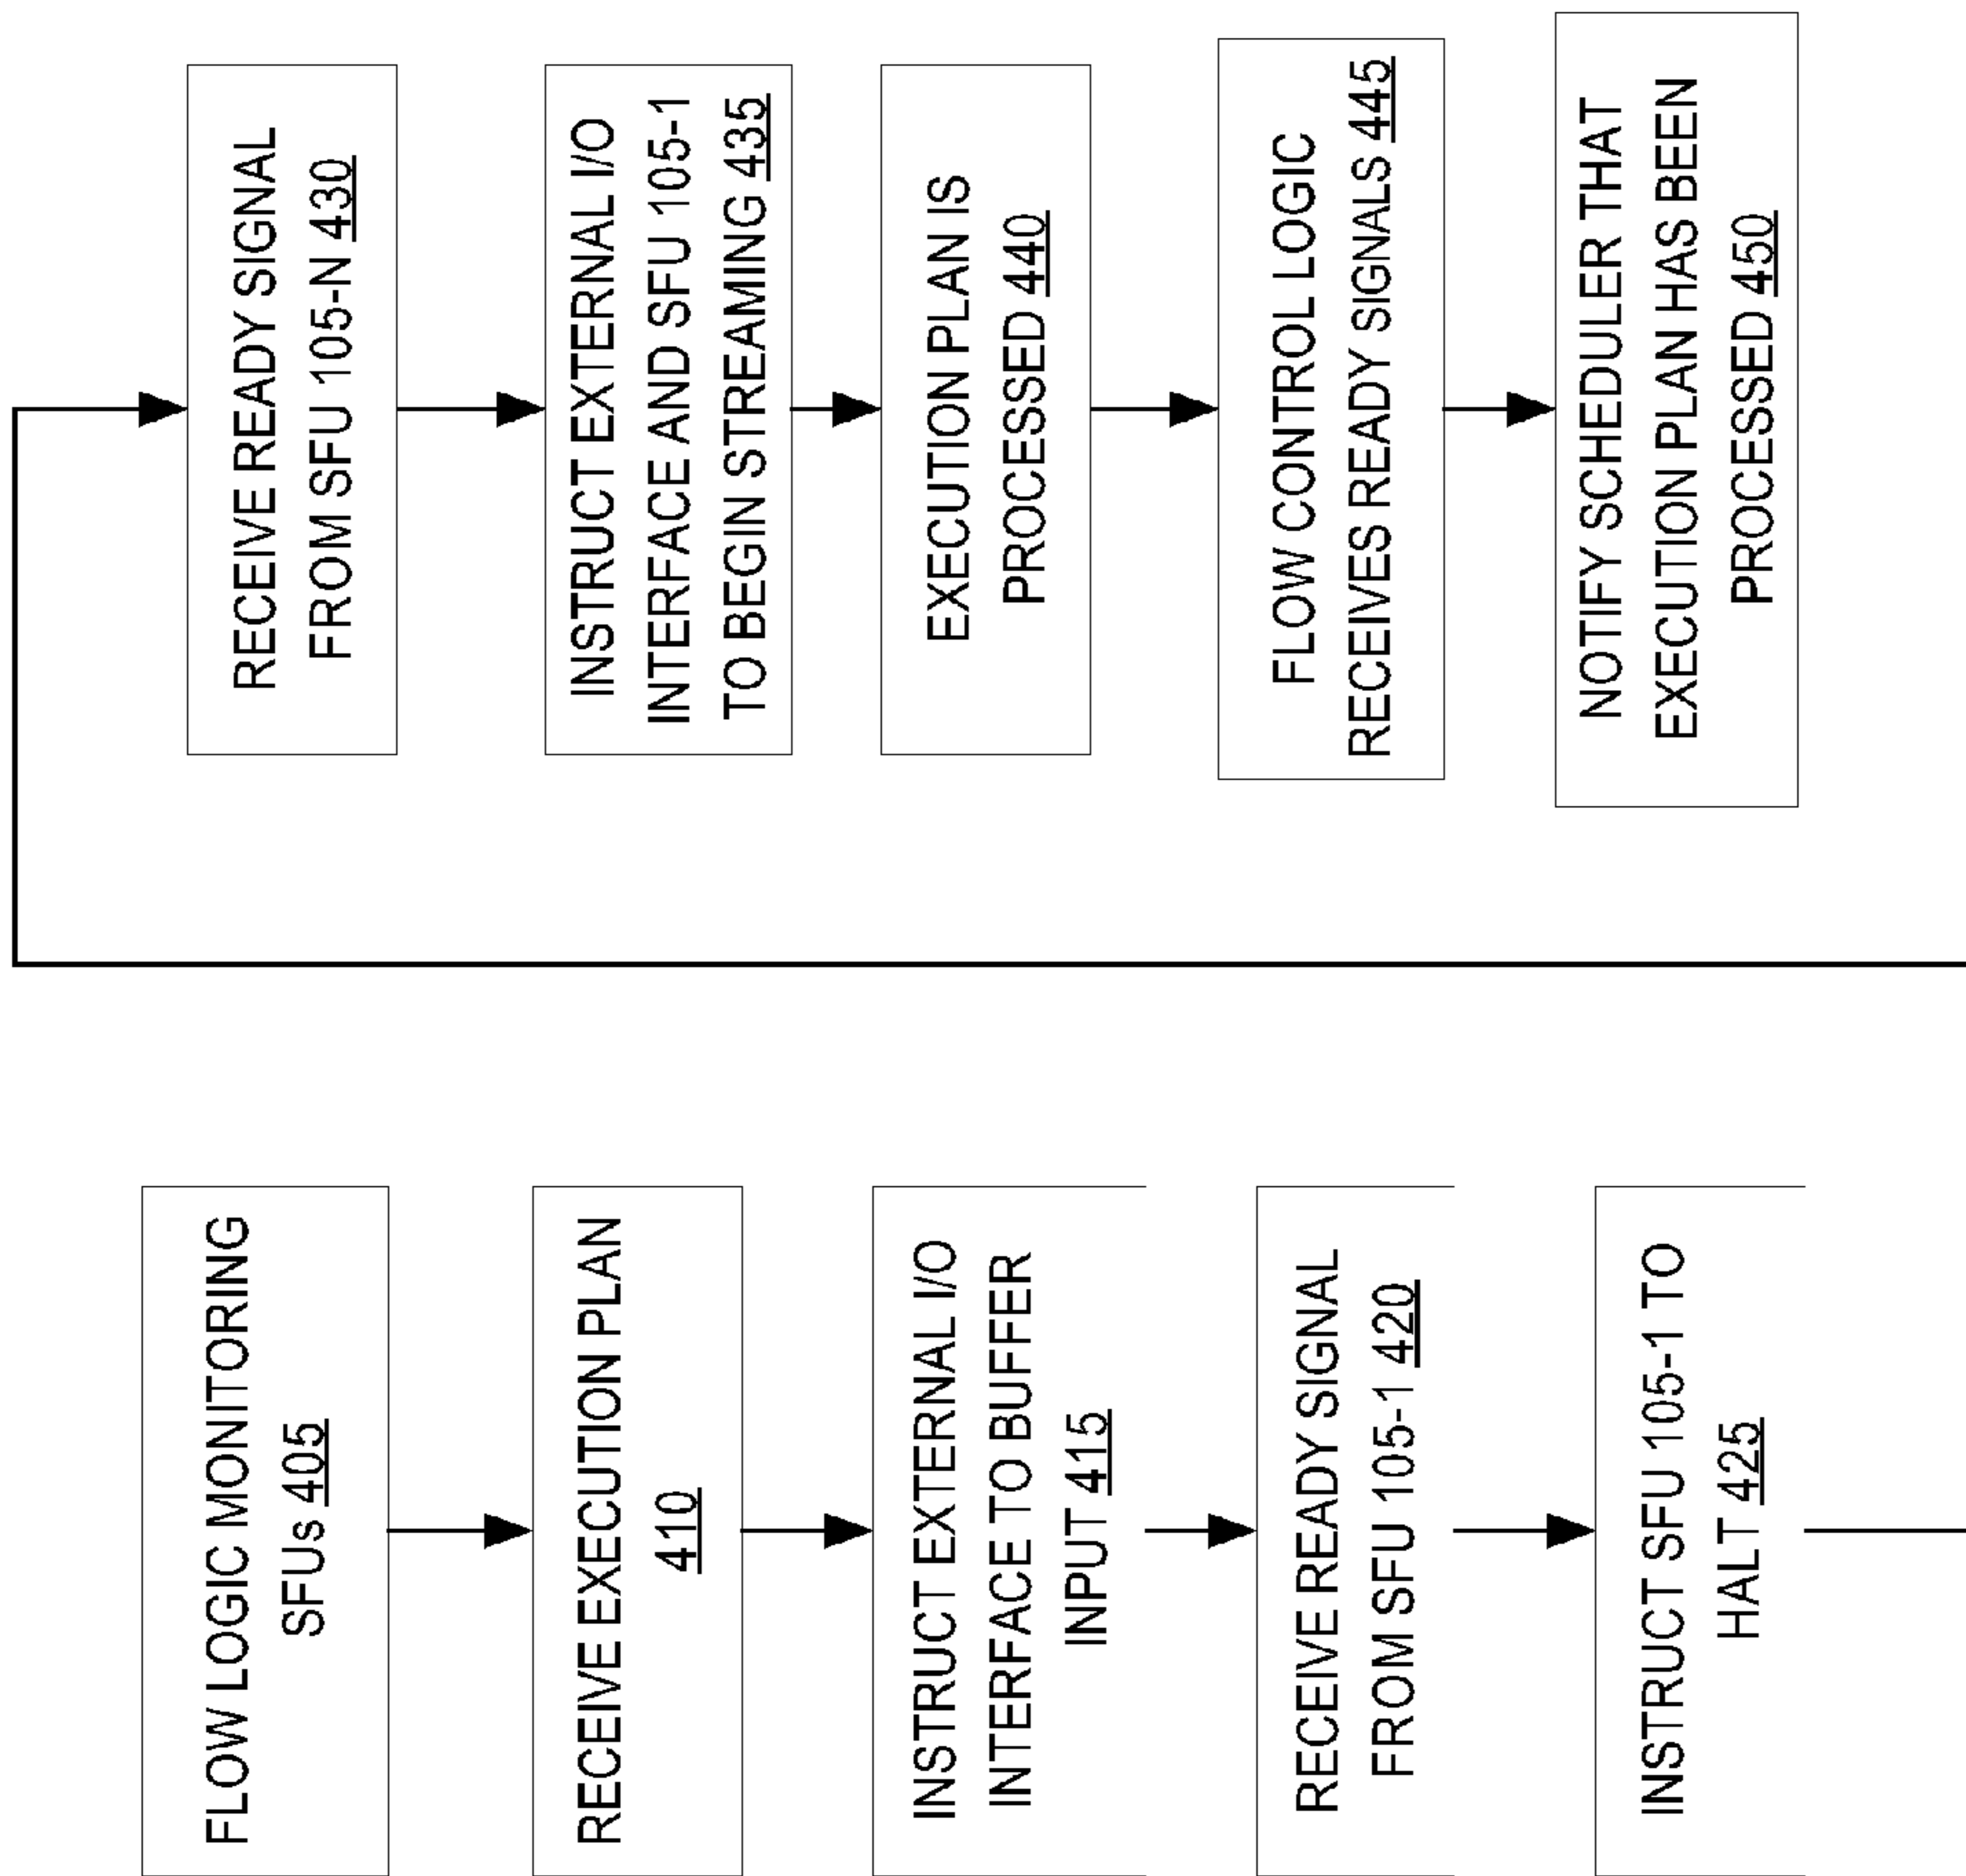 FLOW LOGIC MONITORING
SFUs 405
RECEIVE EXECUTION PLAN
410
INSTRUCT EXTERNAL I/O
INTERFACE TO BUFFER
INPUT 415
RECEIVE READY SIGNAL
FROM SFU 105-1 420
INSTRUCT SFU 105-1 TO
HALT 425
RECEIVE READY SIGNAL
FROM SFU 105-N 430
INSTRUCT EXTERNAL I/O
INTERFACE AND SFU 105-1
TO BEGIN STREAMING 435
EXECUTION PLAN IS
PROCESSED 440
FLOW CONTROL LOGIC
RECEIVES READY SIGNALS 445
NOTIFY SCHEDULER THAT
EXECUTION PLAN HAS BEEN
PROCESSED 450